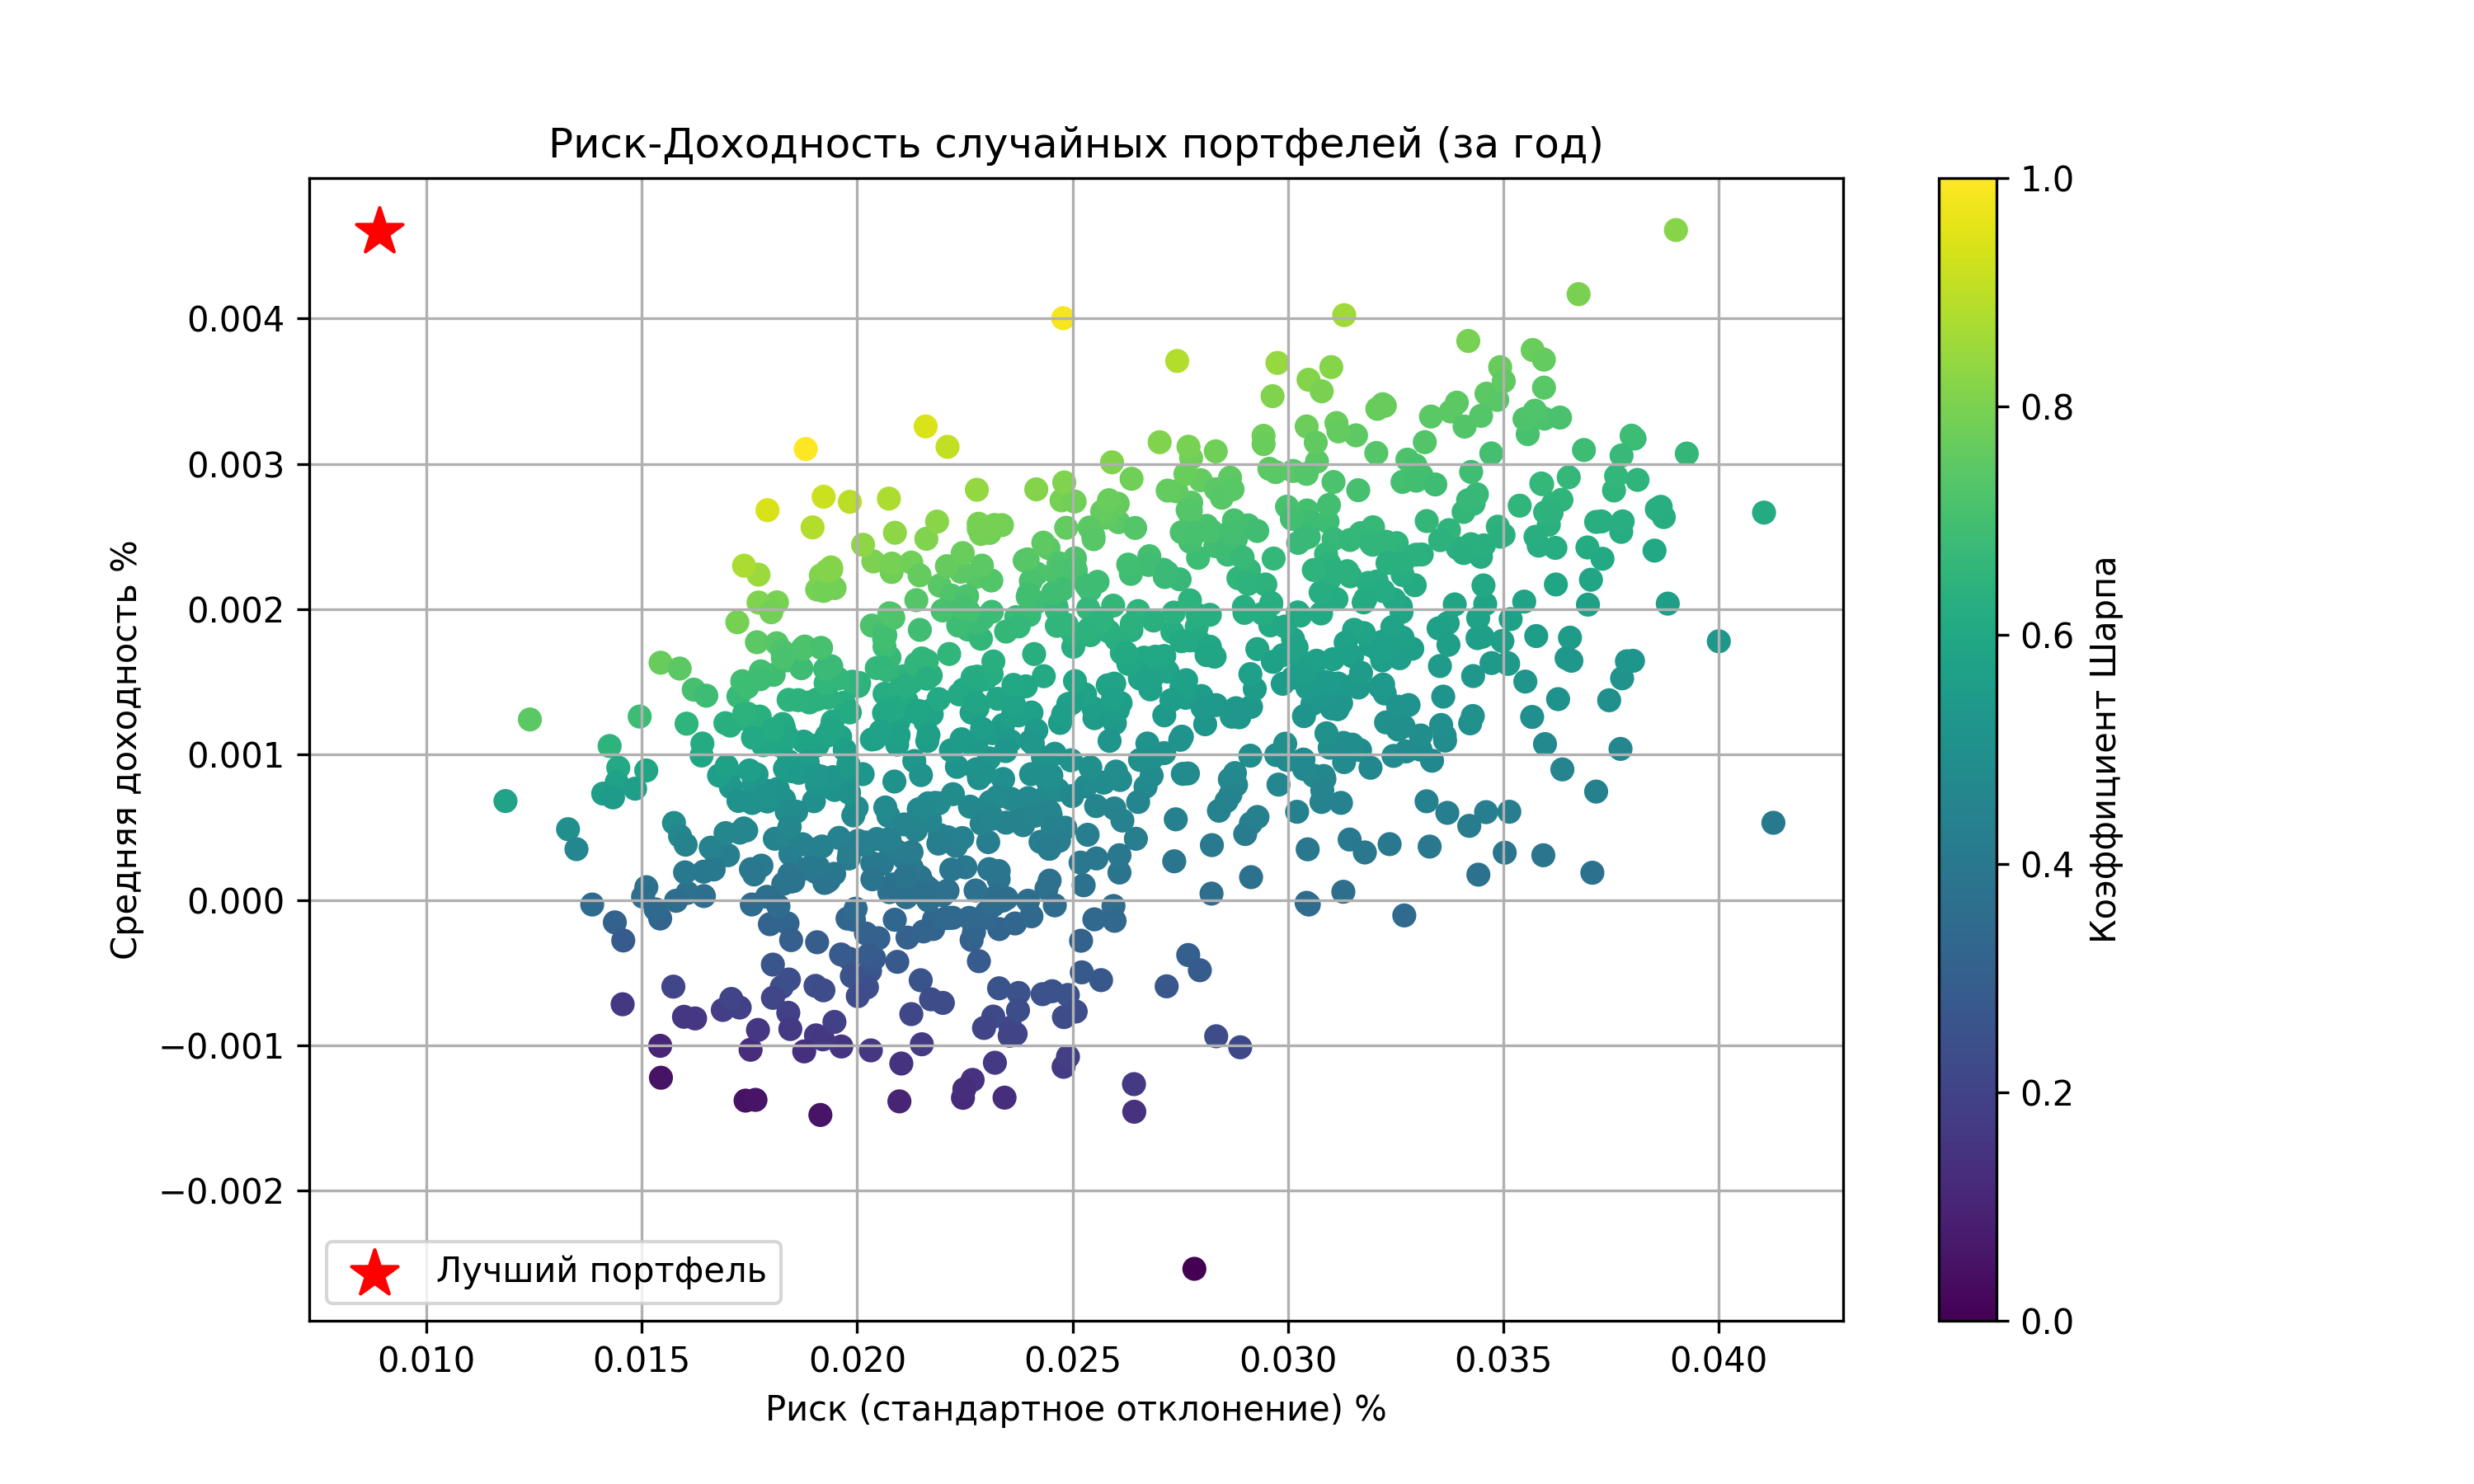 Риск-Доходность случайных портфелей (за год)
Средняя доходность %
0.004
0.003
0.002
0.001
0.000
−0.001
−0.002
Лучший портфель
0.010 0.015 0.020 0.025 0.030 0.035 0.040
Риск (стандартное отклонение) %
1.0
0.8
0.6
0.4
0.2
0.0
Коэффициент Шарпа